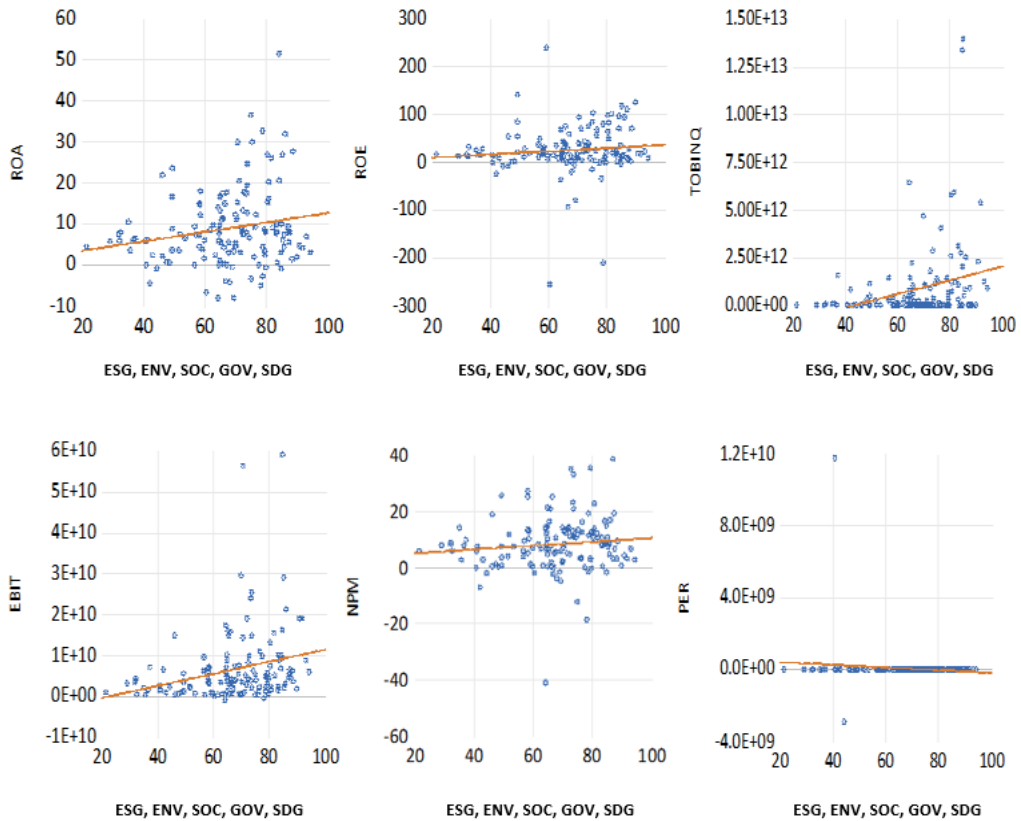 60
50
40
30
20
10
0
-10
ROA
20 40 60 80 100
ESG, ENV, SOC, GOV, SDG
300
200
100
0
-100
-200
-300
ROE
20 40 60 80 100
ESG, ENV, SOC, GOV, SDG
1.50E+13
1.25E+13
1.00E+13
7.50E+12
5.00E+12
2.50E+12
0.00E+00
TOBINQ
20 40 60 80 100
ESG, ENV, SOC, GOV, SDG
6E+10
5E+10
4E+10
3E+10
2E+10
1E+10
0E+00
-1E+10
EBIT
20 40 60 80 100
ESG, ENV, SOC, GOV, SDG
40
20
0
-20
-40
-60
NPM
20 40 60 80 100
ESG, ENV, SOC, GOV, SDG
1.2E+10
8.0E+09
4.0E+09
0.0E+00
-4.0E+09
PER
20 40 60 80 100
ESG, ENV, SOC, GOV, SDG